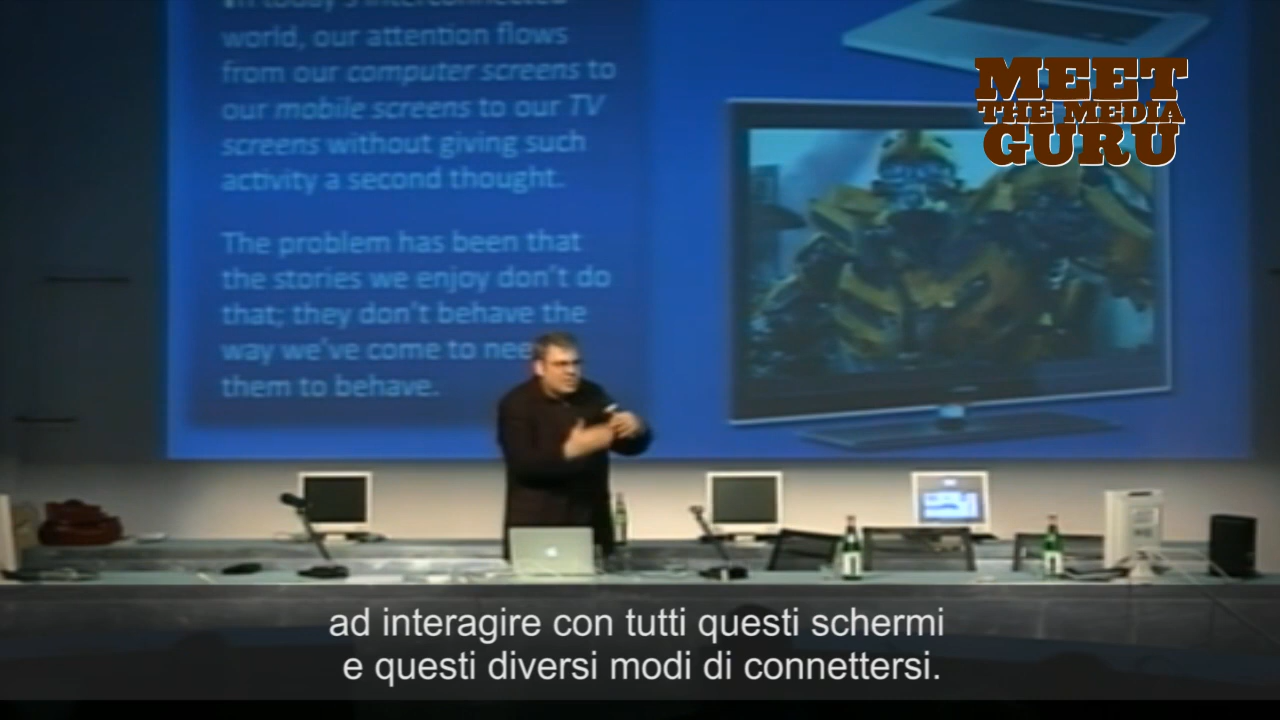 In today's interconnected
world, our attention flows
from our computer screens to
our mobile screens to our TV
screens without giving such
activity a second thought.
The problem has been that
the stories we enjoy don't do
that; they don't behave the
way we've come to
them to behave.
MEET
THE MEDIA
GURU
ad interagire con tutti questi schermi
e questi diversi modi di connettersi.